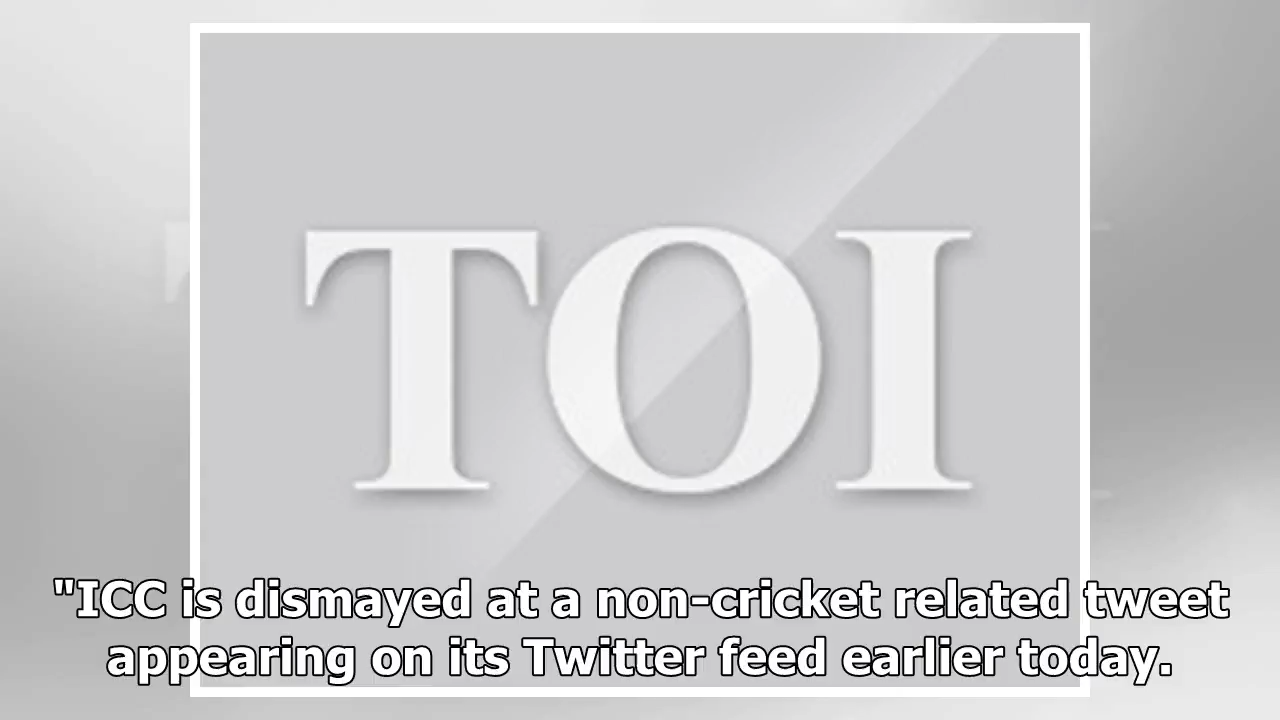 TOI
"ICC is dismayed at a non-cricket related tweet
appearing on its Twitter feed earlier today.